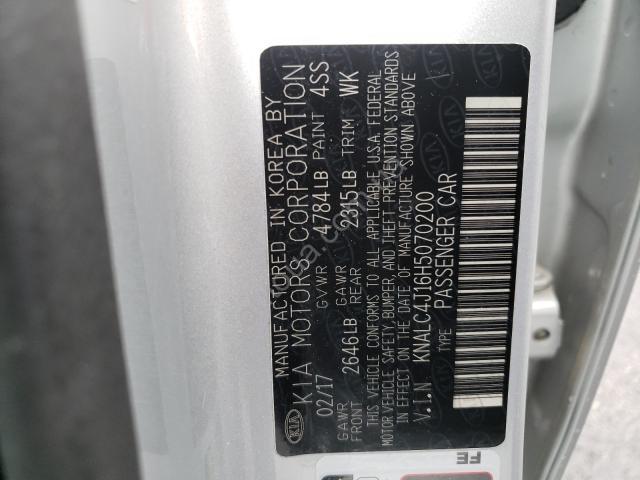 MANUFACTURED IN KOREA BY
KIA MOTORS CORPORATION
02/17 GVWR 4784LB PAINT 4SS
GAWR FRONT 2646LB GAWR REAR 2315LB TRIM WK
THIS VEHICLE CONFORMS TO ALL APPLICABLE U.S.A. FEDERAL
MOTOR VEHICLE SAFETY, BUMPER, AND THEFT PREVENTION STANDARDS
IN EFFECT ON THE DATE OF MANUFACTURE SHOWN ABOVE
V.I.N KNALC4J16H5070200
TYPE PASSENGER CAR
KIA
FE